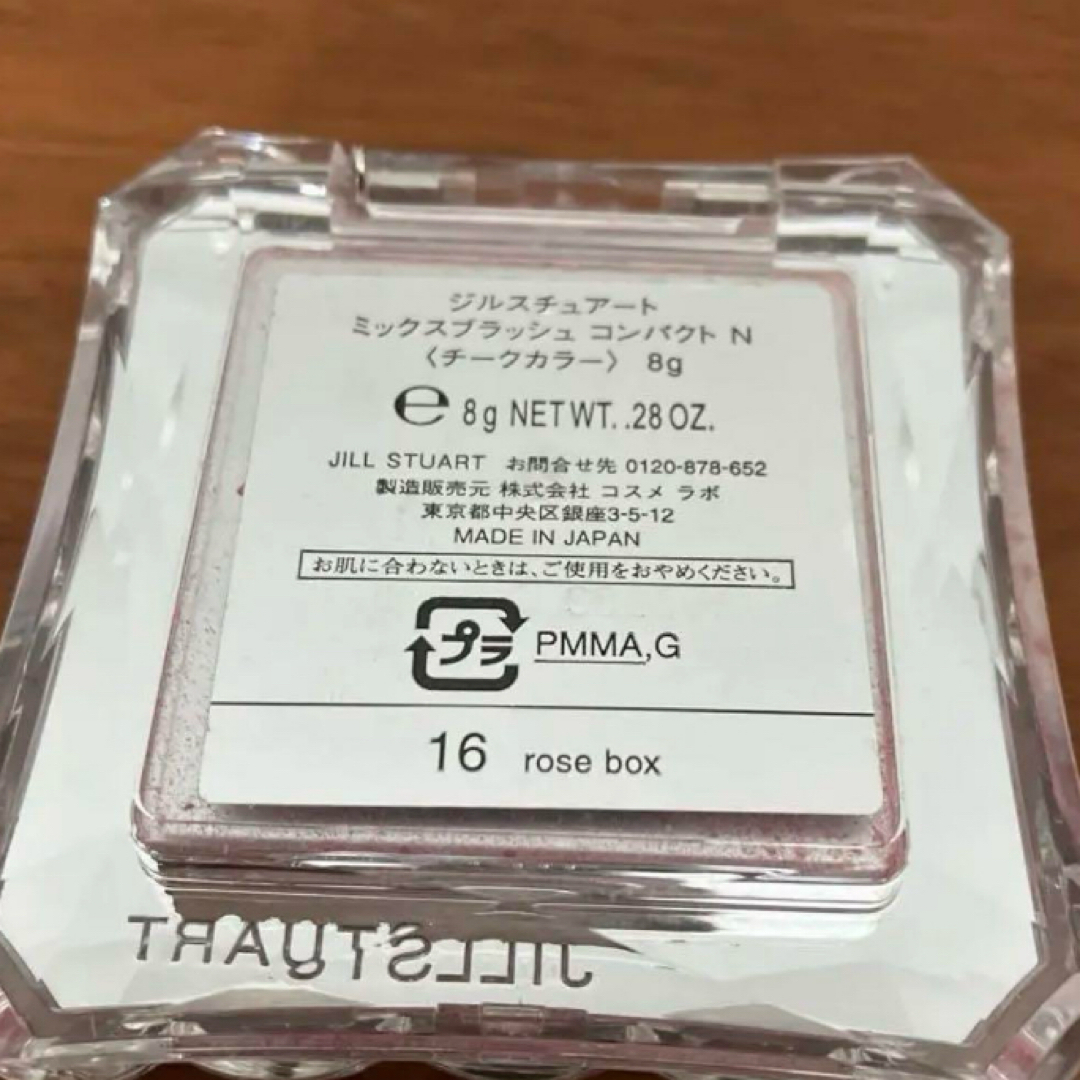 ジルスチュアート
ミックスブラッシュ コンパクト N
〈チークカラー〉 8g
℮ 8g NET WT. .28 OZ.
JILL STUART お問合せ先 0120-878-652
製造販売元 株式会社 コスメ ラボ
東京都中央区銀座3-5-12
MADE IN JAPAN
お肌に合わないときは、ご使用をおやめください。
プラ PMMA,G
16 rose box
JILLSTUART